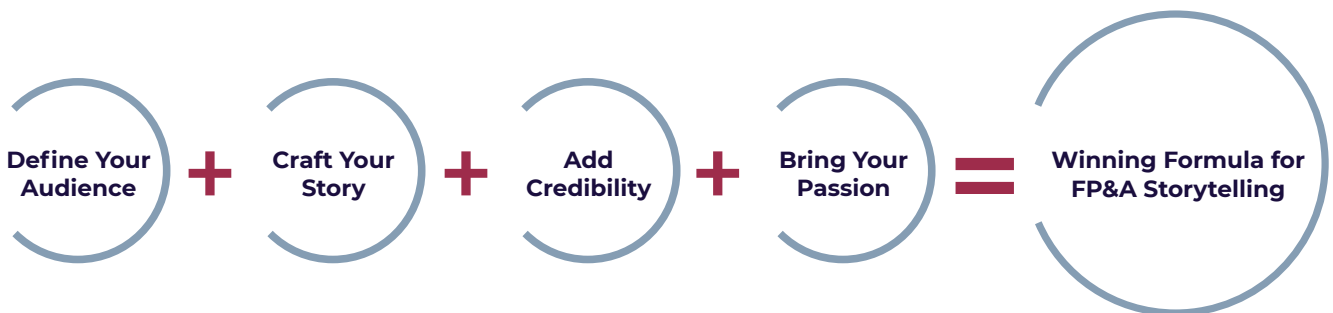 Define Your
Audience
+
Craft Your
Story
+
Add
Credibility
+
Bring Your
Passion
=
Winning Formula for
FP&A Storytelling